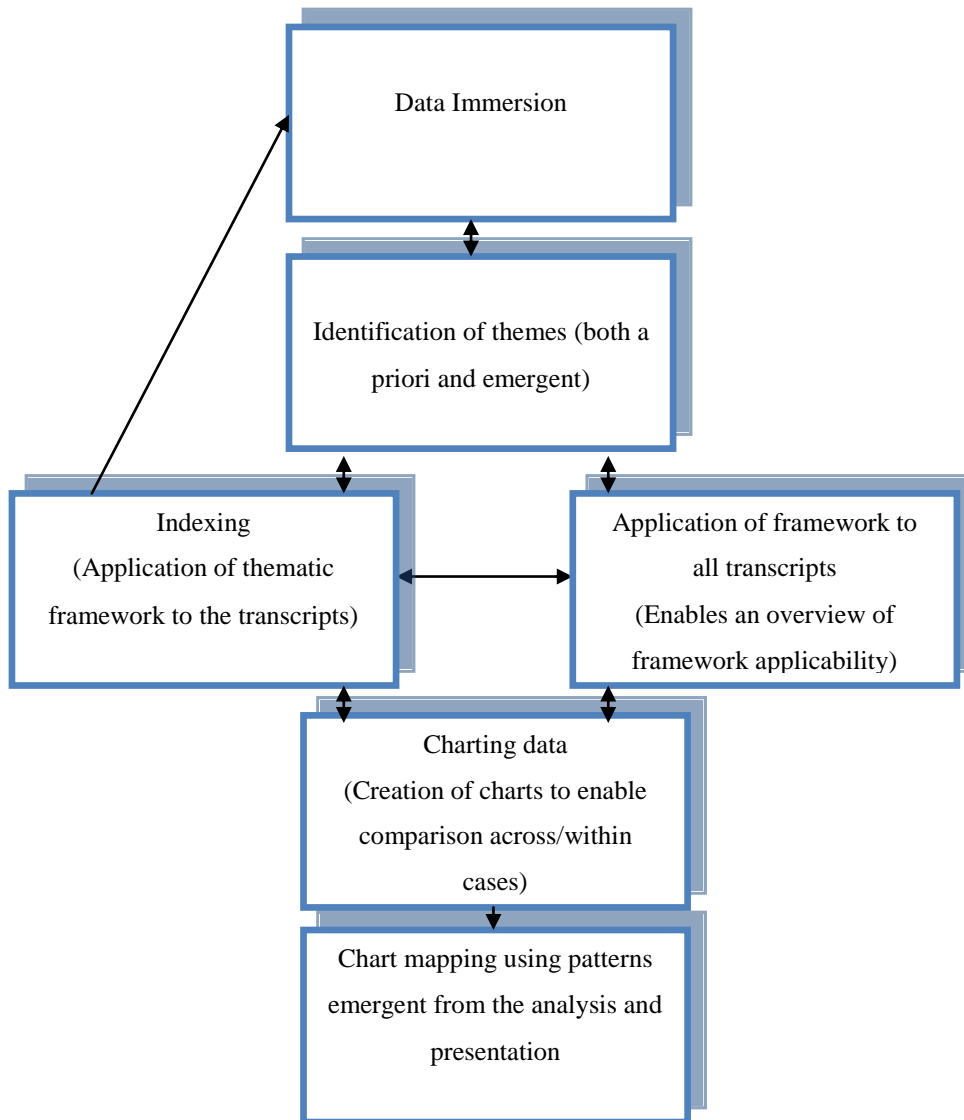 Data Immersion
Identification of themes (both a
priori and emergent)
Indexing
(Application of thematic
framework to the transcripts)
Application of framework to
all transcripts
(Enables an overview of
framework applicability)
Charting data
(Creation of charts to enable
comparison across/within
cases)
Chart mapping using patterns
emergent from the analysis and
presentation